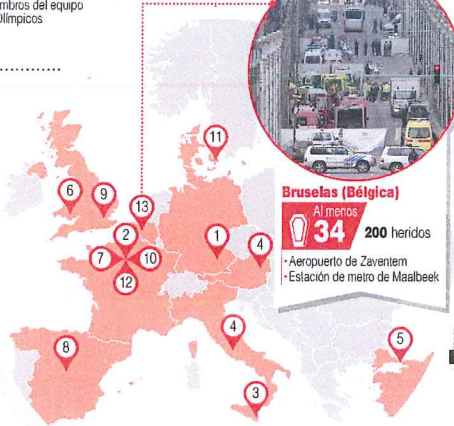 mbros del equipo
Olímpicos
11
6
9
13
2
7
10
12
1
4
8
4
3
5
Bruselas (Bélgica)
Al menos
34 200 heridos
• Aeropuerto de Zaventem
• Estación de metro de Maalbeek